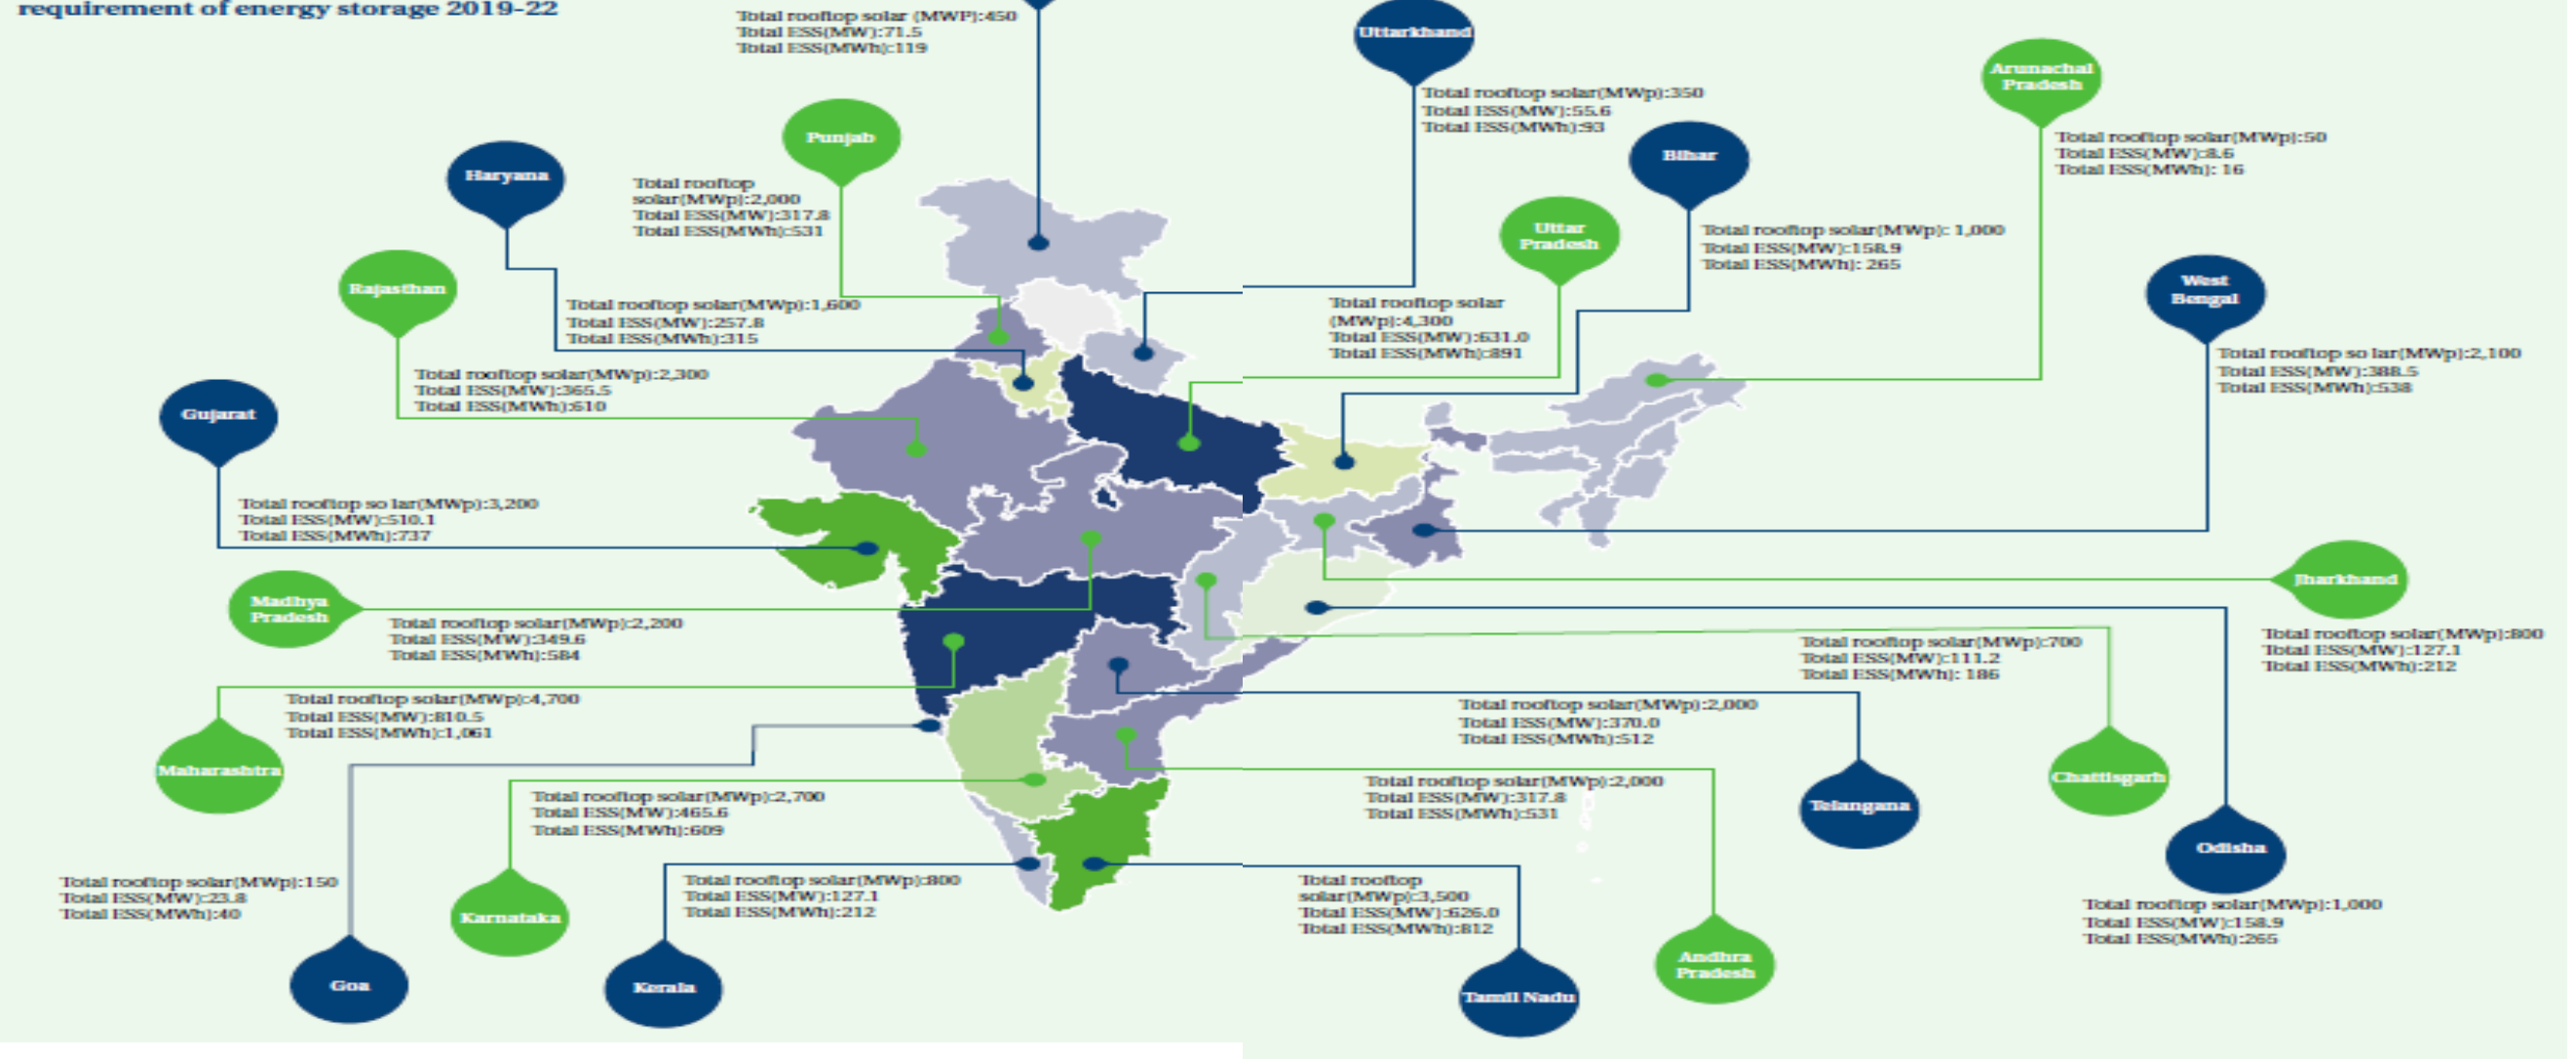 requirement of energy storage 2019-22
Total rooftop solar (MWP):450
Total ESS(MW):71.5
Total ESS(MWh):119
Uttarkhand
Total rooftop solar(MWp):350
Total ESS(MW):55.6
Total ESS(MWh):93
Arunachal
Pradesh
Total rooftop solar(MWp):50
Total ESS(MW):8.6
Total ESS(MWh): 16
Punjab
Total rooftop
solar(MWp):2,000
Total ESS(MW):317.8
Total ESS(MWh):531
Bihar
Total rooftop solar(MWp): 1,000
Total ESS(MW):158.9
Total ESS(MWh): 265
Haryana
Total rooftop solar(MWp):1,600
Total ESS(MW):257.8
Total ESS(MWh):315
Uttar
Pradesh
Total rooftop solar
(MWp):4,300
Total ESS(MW):631.0
Total ESS(MWh):891
West
Bengal
Total rooftop so lar(MWp):2,100
Total ESS(MW):388.5
Total ESS(MWh):538
Rajasthan
Total rooftop solar(MWp):2,300
Total ESS(MW):365.5
Total ESS(MWh):610
Gujarat
Total rooftop so lar(MWp):3,200
Total ESS(MW):510.1
Total ESS(MWh):737
Madhya
Pradesh
Total rooftop solar(MWp):2,200
Total ESS(MW):349.6
Total ESS(MWh):584
Jharkhand
Total rooftop solar(MWp):800
Total ESS(MW):127.1
Total ESS(MWh):212
Total rooftop solar(MWp):700
Total ESS(MW):111.2
Total ESS(MWh): 186
Chattisgarh
Total rooftop solar(MWp):4,700
Total ESS(MW):810.5
Total ESS(MWh):1,061
Maharashtra
Total rooftop solar(MWp):2,000
Total ESS(MW):370.0
Total ESS(MWh):512
Telangana
Total rooftop solar(MWp):2,000
Total ESS(MW):317.8
Total ESS(MWh):531
Andhra
Pradesh
Total rooftop solar(MWp):2,700
Total ESS(MW):465.6
Total ESS(MWh):609
Karnataka
Odisha
Total rooftop solar(MWp):1,000
Total ESS(MW):158.9
Total ESS(MWh):265
Total rooftop solar(MWp):150
Total ESS(MW):23.8
Total ESS(MWh):40
Goa
Total rooftop solar(MWp):800
Total ESS(MW):127.1
Total ESS(MWh):212
Kerala
Total rooftop
solar(MWp):3,500
Total ESS(MW):626.0
Total ESS(MWh):812
Tamil Nadu